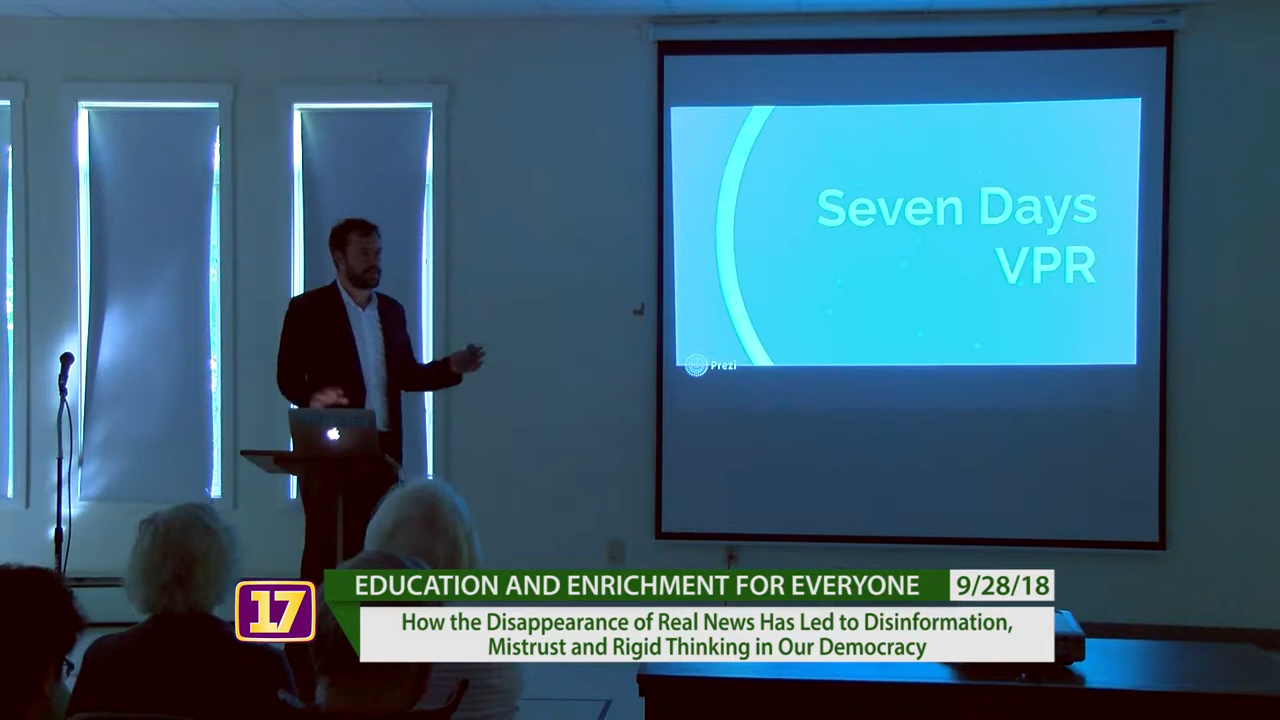 Seven Days
VPR
Prezi
17
EDUCATION AND ENRICHMENT FOR EVERYONE
9/28/18
How the Disappearance of Real News Has Led to Disinformation,
Mistrust and Rigid Thinking in Our Democracy